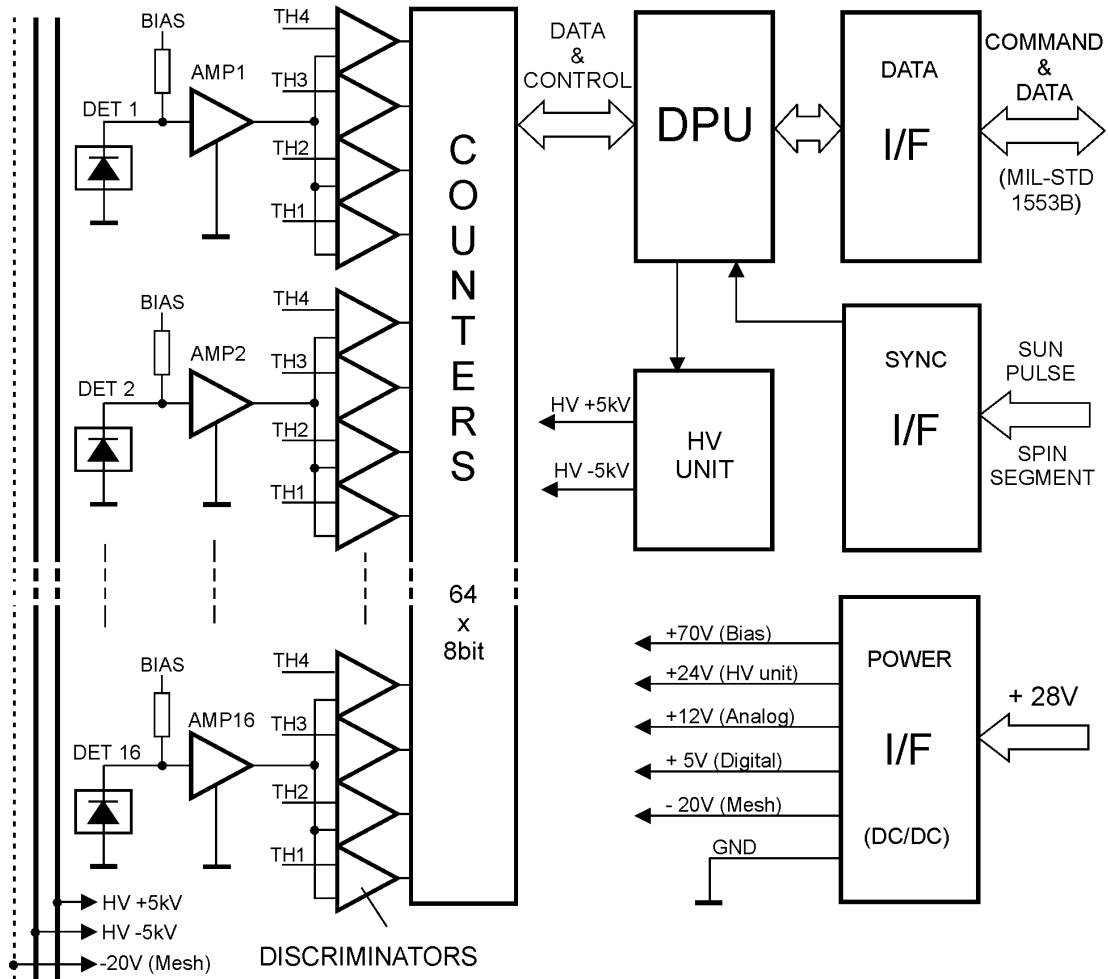 BIAS
AMP1
DET 1
TH4
TH3
TH2
TH1
BIAS
AMP2
DET 2
TH4
TH3
TH2
TH1
BIAS
AMP16
DET 16
TH4
TH3
TH2
TH1
HV +5kV
HV -5kV
-20V (Mesh)
DISCRIMINATORS
COUNTERS
64
x
8bit
DATA
&
CONTROL
DPU
DATA
I/F
COMMAND
&
DATA
(MIL-STD
1553B)
HV +5kV
HV -5kV
HV
UNIT
SYNC
I/F
SUN
PULSE
SPIN
SEGMENT
+70V (Bias)
+24V (HV unit)
+12V (Analog)
+ 5V (Digital)
- 20V (Mesh)
GND
POWER
I/F
(DC/DC)
+ 28V